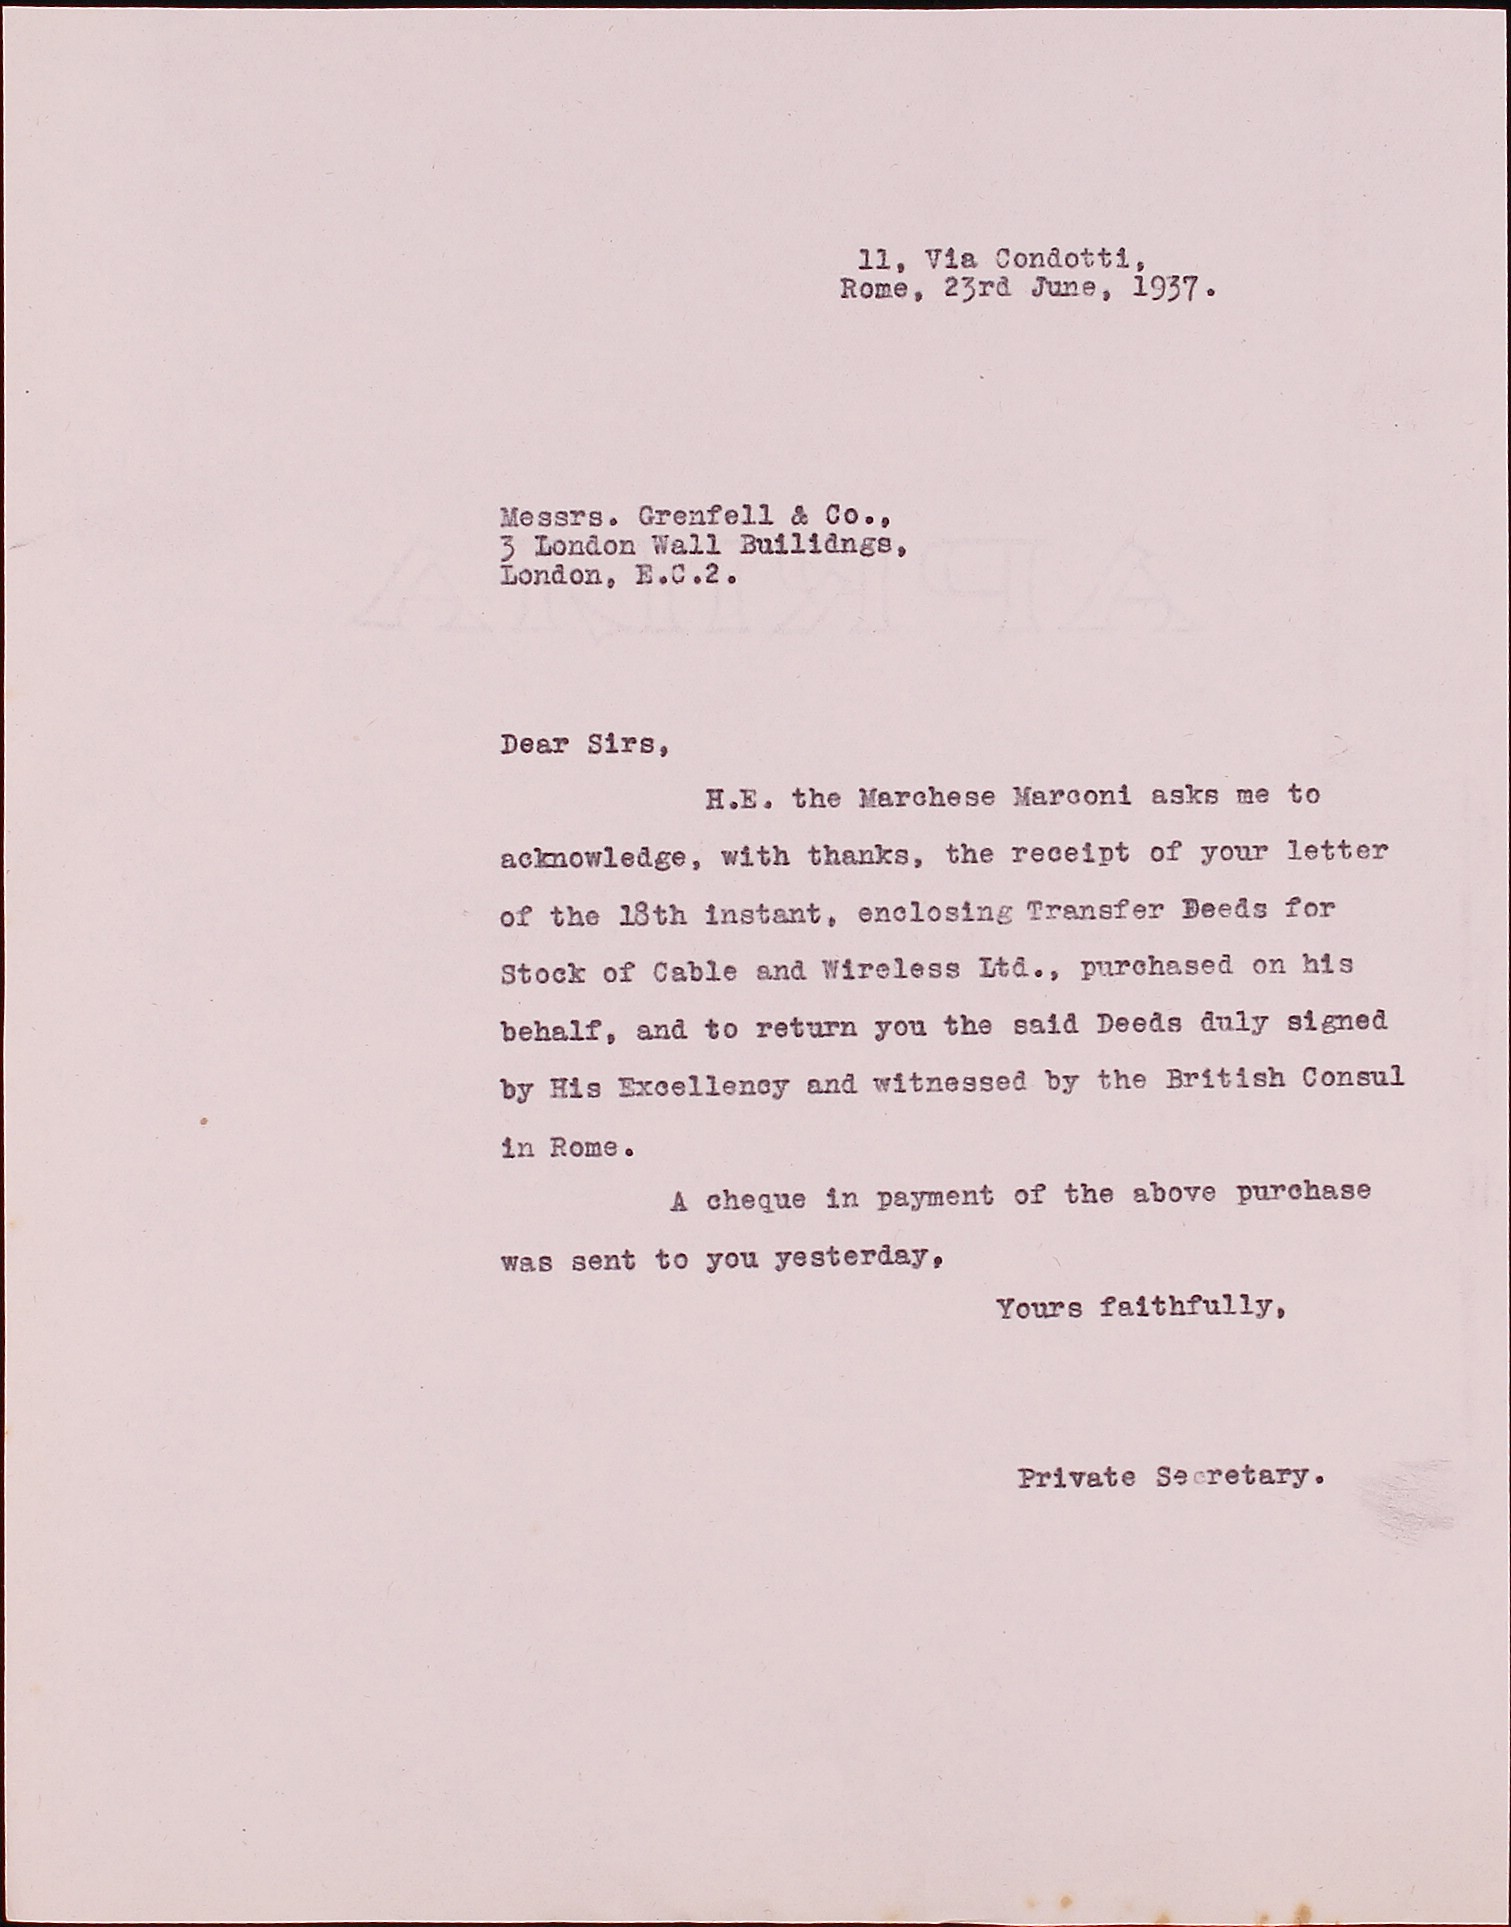 11, Via Condotti,
Rome, 23rd June, 1937.
Messrs. Grenfell & Co.,
3 London Wall Builidngs,
London, E.C.2.
Dear Sirs,
H.E. the Marchese Marconi asks me to
acknowledge, with thanks, the receipt of your letter
of the 18th instant, enclosing Transfer Deeds for
Stock of Cable and Wireless Ltd., purchased on his
behalf, and to return you the said Deeds duly signed
by His Excellency and witnessed by the British Consul
in Rome.
A cheque in payment of the above purchase
was sent to you yesterday,
Yours faithfully,
Private Secretary.